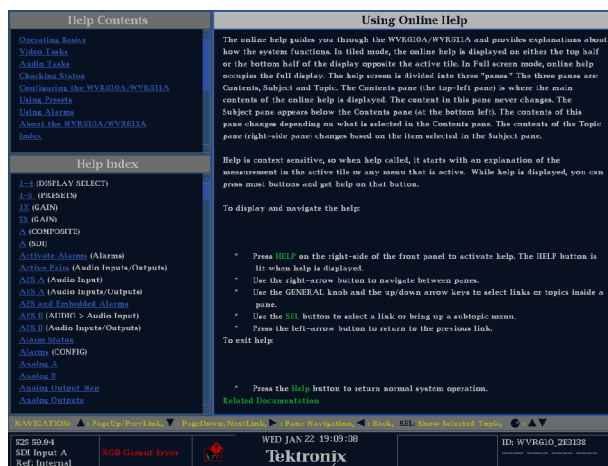 Help Contents
Operating Basics
Video Tasks
Audio Tasks
Checking Status
Configuring the WVR610A/WVR611A
Using Presets
Using Alarms
About the WVR610A/WVR611A
Index
Help Index
1-4 (DISPLAY SELECT)
1-5 (PRESETS)
1X (GAIN)
5X (GAIN)
A (COMPOSITE)
A (SDI)
Activate Alarms (Alarms)
Active Pairs (Audio Inputs/Outputs)
AES A (Audio Input)
AES A (Audio Inputs/Outputs)
AES and Embedded Alarms
AES B (AUDIO > Audio Input)
AES B (Audio Inputs/Outputs)
Alarm Status
Alarms (CONFIG)
Analog A
Analog B
Analog Output Map
Analog Outputs
Using Online Help
The online help guides you through the WVR610A/WVR611A and provides explanations about
how the system functions. In tiled mode, the online help is displayed on either the top half
or the bottom half of the display opposite the active tile. In Full screen mode, online help
occupies the full display. The help screen is divided into three "panes." The three panes are:
Contents, Subject and Topic. The Contents pane (the top-left pane) is where the main
contents of the online help is displayed. The content in this pane never changes. The
Subject pane appears below the Contents pane (at the bottom left). The contents of this
pane changes depending on what is selected in the Contents pane. The contents of the Topic
pane (right-side pane) changes based on the item selected in the Subject pane.
Help is context sensitive, so when help called, it starts with an explanation of the
measurement in the active tile or any menu that is active. While help is displayed, you can
press most buttons and get help on that button.
To display and navigate the help:
* Press HELP on the right-side of the front panel to activate help. The HELP button is
lit when help is displayed.
* Use the right-arrow button to navigate between panes.
* Use the GENERAL knob and the up/down arrow keys to select links or topics inside a
pane.
* Use the SEL button to select a link or bring up a subtopic menu.
* Press the left-arrow button to return to the previous link.
To exit help:
* Press the Help button to return normal system operation.
Related Documentation
NAVIGATION: ▲: PageUp/PrevLink, ▼: PageDown/NextLink, ►: Pane Navigation, ◄: Back, SEL: Show Selected Topic, : ▲▼
525 59.94
SDI Input A
Ref: Internal
RGB Gamut Error
WED JAN 22 19:09:08
Tektronix
ID: WVR610_2E3138